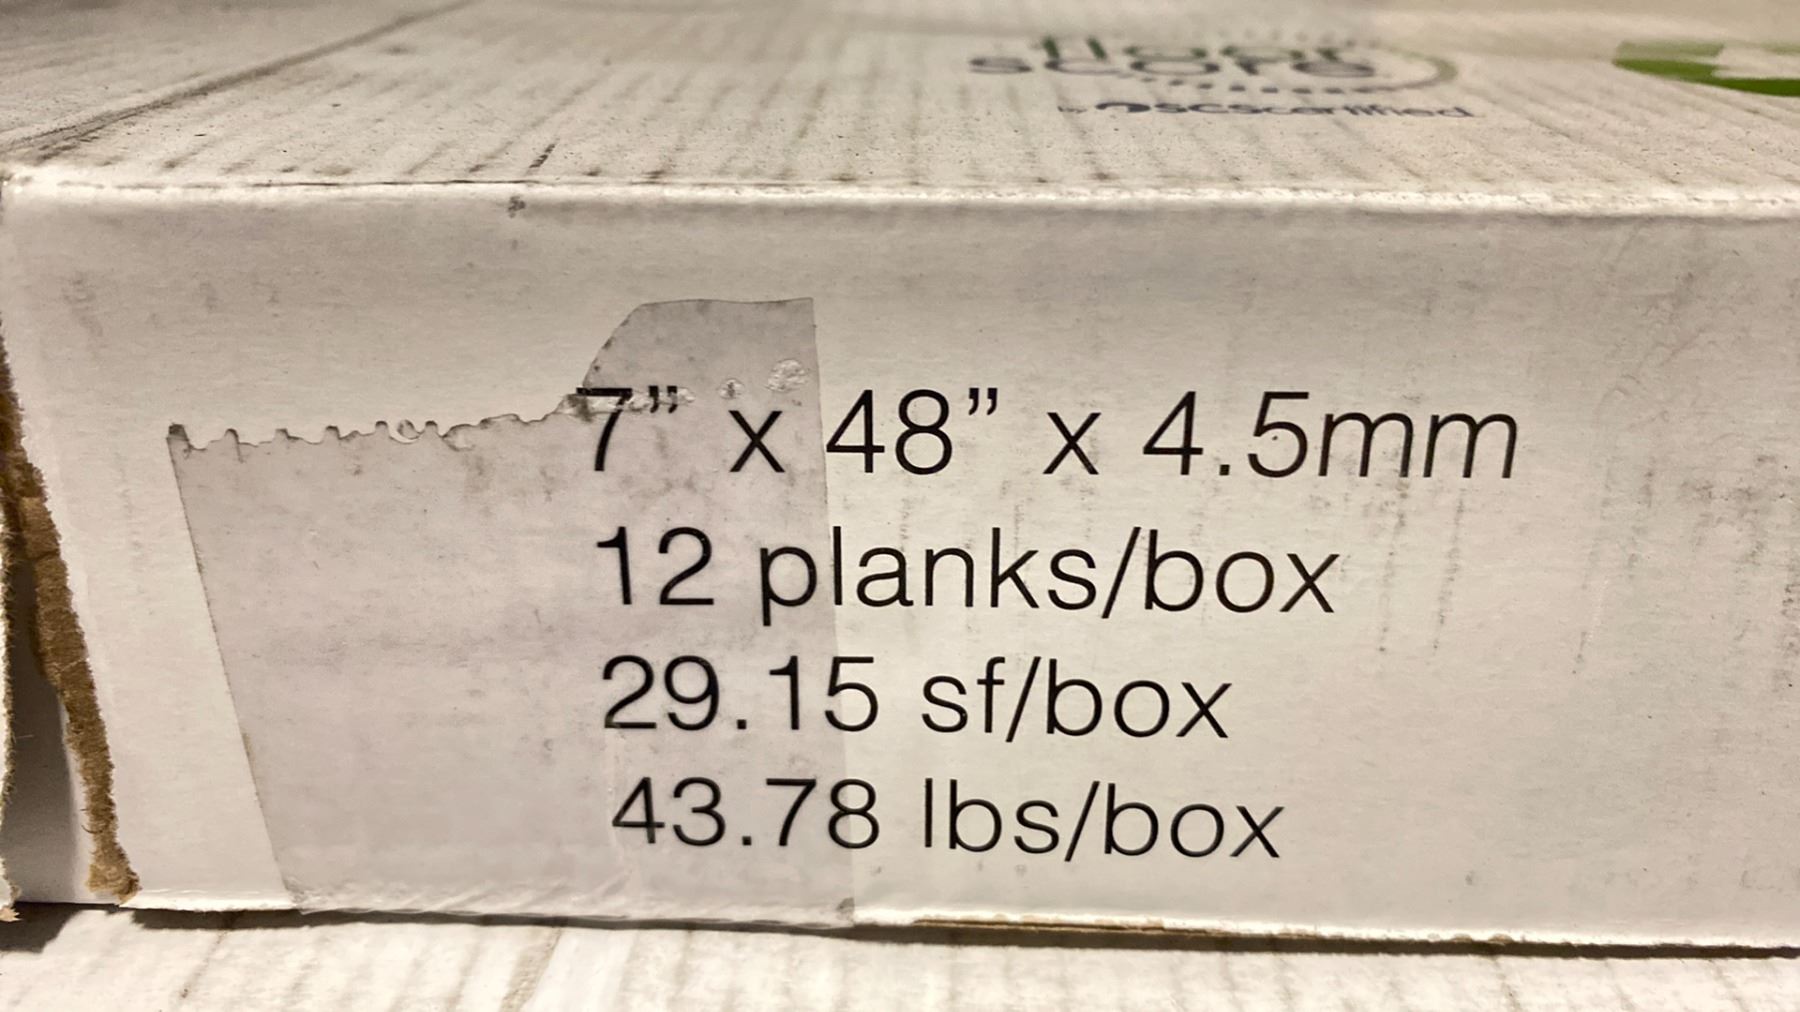 floor
score
by SCScertified
7” x 48” x 4.5mm
12 planks/box
29.15 sf/box
43.78 lbs/box